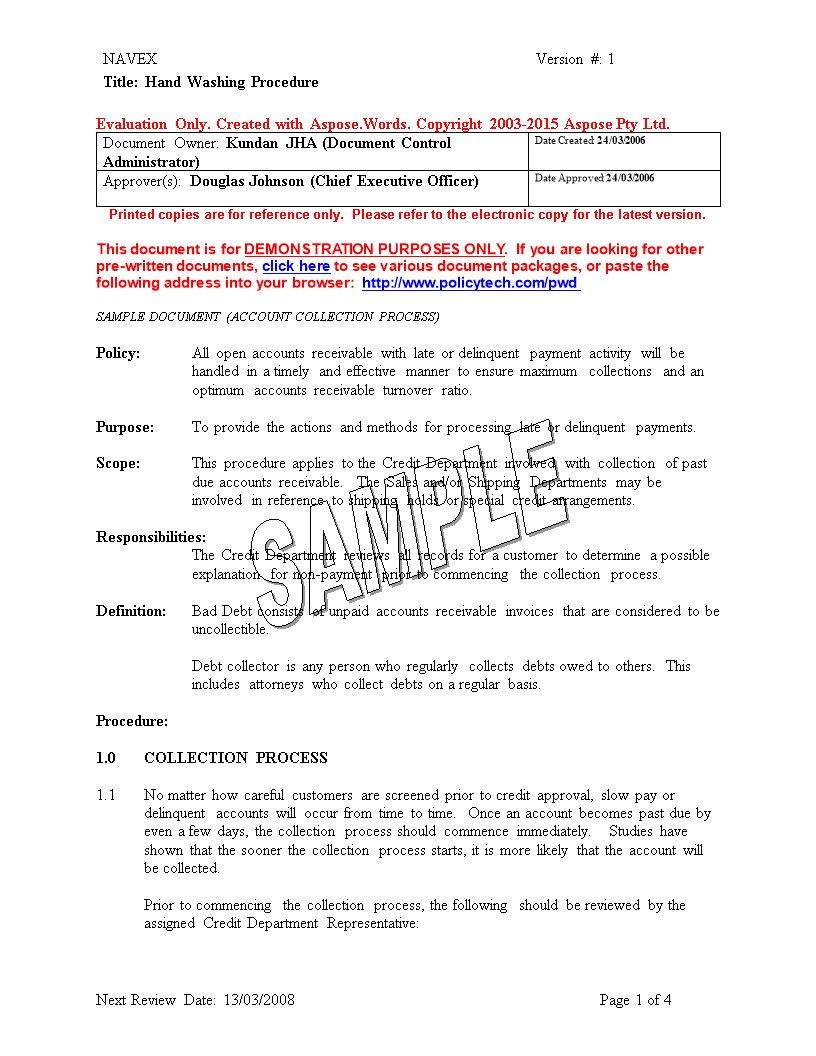 NAVEX Version #: 1
Title: Hand Washing Procedure
Evaluation Only. Created with Aspose.Words. Copyright 2003-2015 Aspose Pty Ltd.
Document Owner: Kundan JHA (Document Control
Administrator)
Date Created 24/03/2006
Approver(s): Douglas Johnson (Chief Executive Officer)
Date Approved 24/03/2006
Printed copies are for reference only. Please refer to the electronic copy for the latest version.
This document is for DEMONSTRATION PURPOSES ONLY. If you are looking for other
pre-written documents, click here to see various document packages, or paste the
following address into your browser: http://www.policytech.com/pwd
SAMPLE DOCUMENT (ACCOUNT COLLECTION PROCESS)
Policy: All open accounts receivable with late or delinquent payment activity will be
handled in a timely and effective manner to ensure maximum collections and an
optimum accounts receivable turnover ratio.
Purpose: To provide the actions and methods for processing late or delinquent payments.
Scope: This procedure applies to the Credit Department involved with collection of past
due accounts receivable. The Sales and/or Shipping Departments may be
involved in reference to shipping holds or special credit arrangements.
Responsibilities:
The Credit Department reviews all records for a customer to determine a possible
explanation for non-payment prior to commencing the collection process.
Definition: Bad Debt consists of unpaid accounts receivable invoices that are considered to be
uncollectible.
Debt collector is any person who regularly collects debts owed to others. This
includes attorneys who collect debts on a regular basis.
SAMPLE
Procedure:
1.0 COLLECTION PROCESS
1.1 No matter how careful customers are screened prior to credit approval, slow pay or
delinquent accounts will occur from time to time. Once an account becomes past due by
even a few days, the collection process should commence immediately. Studies have
shown that the sooner the collection process starts, it is more likely that the account will
be collected.
Prior to commencing the collection process, the following should be reviewed by the
assigned Credit Department Representative:
Next Review Date: 13/03/2008 Page 1 of 4